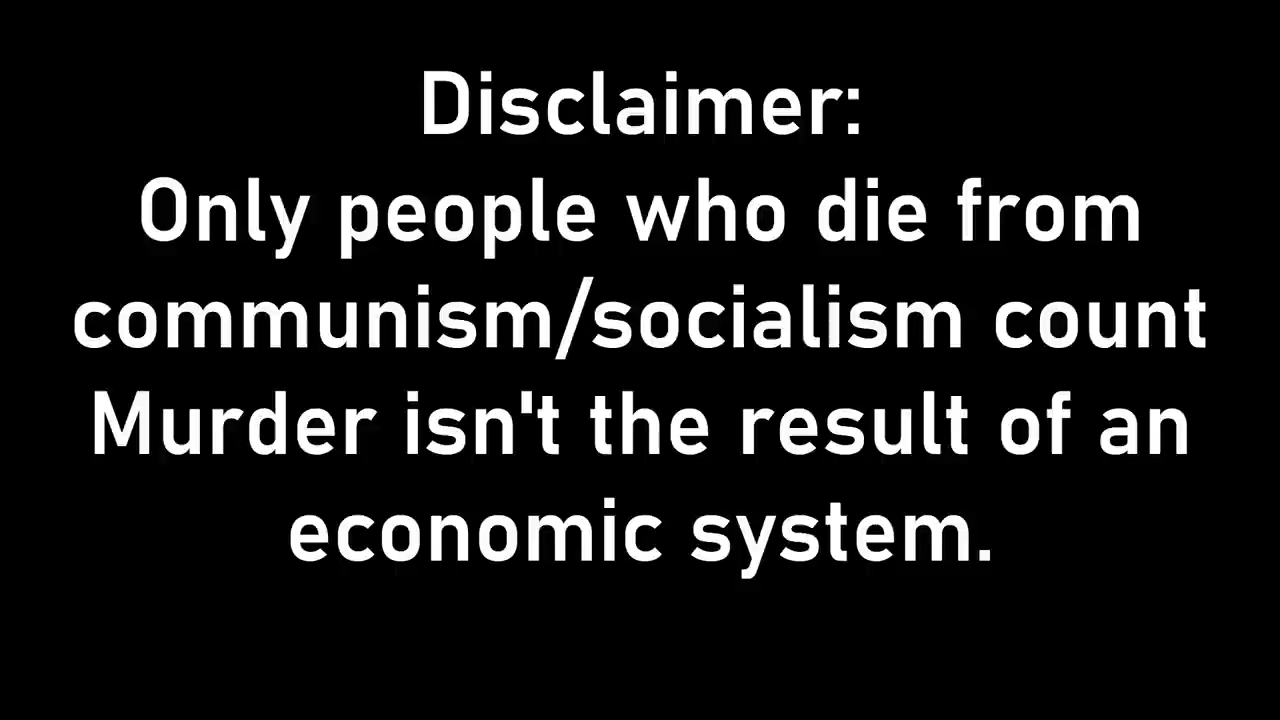 Disclaimer:
Only people who die from
communism/socialism count
Murder isn't the result of an
economic system.